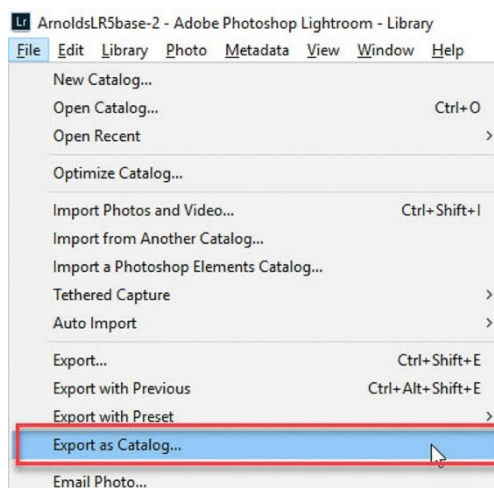 Lr ArnoldsLR5base-2 - Adobe Photoshop Lightroom - Library
File Edit Library Photo Metadata View Window Help
New Catalog...
Open Catalog... Ctrl+O
Open Recent >
Optimize Catalog...
Import Photos and Video... Ctrl+Shift+I
Import from Another Catalog...
Import a Photoshop Elements Catalog...
Tethered Capture >
Auto Import >
Export... Ctrl+Shift+E
Export with Previous Ctrl+Alt+Shift+E
Export with Preset >
Export as Catalog...
Email Photo...